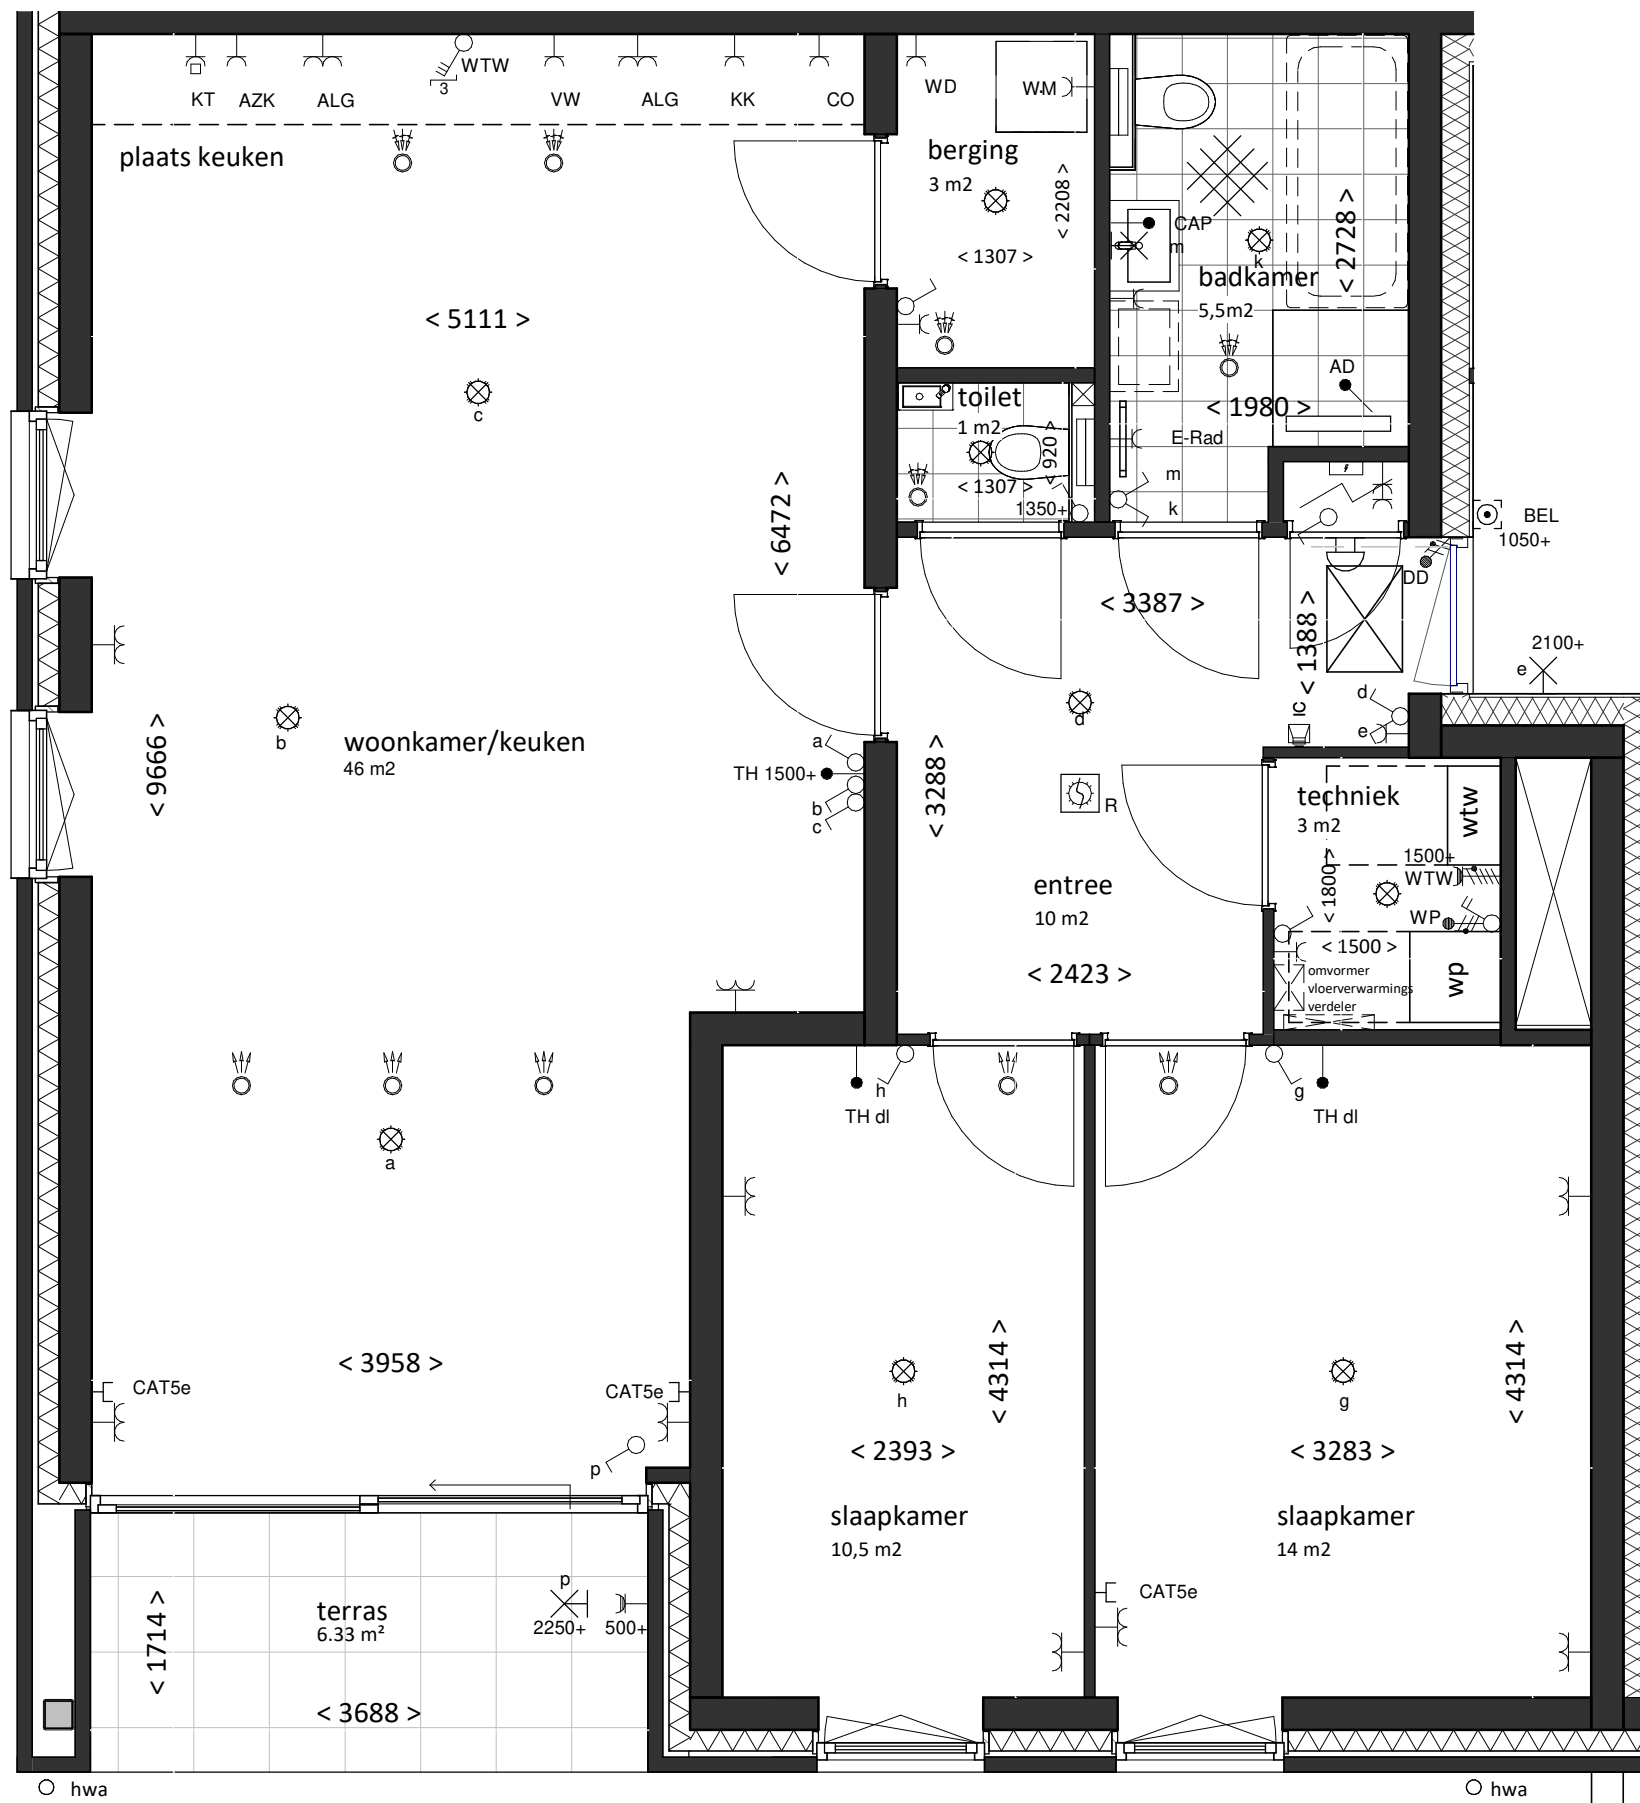 WTW
3
KT
AZK
ALG
VW
ALG
KK
CO
plaats keuken
WD
WM
berging
3 m2
< 2208 >
< 1307 >
CAP
m
k
badkamer
5,5m2
< 2728 >
AD
< 1980 >
E-Rad
m
k
< 5111 >
c
toilet
1 m2
< 920 >
< 1307 >
1350+
< 6472 >
BEL
1050+
DD
< 3387 >
< 1388 >
2100+
e
d
e
IC
d
b
woonkamer/keuken
46 m2
< 9666 >
a
TH 1500+
b
c
< 3288 >
R
techniek
3 m2
wtw
1500+
WTW
< 1800 >
WP
< 1500 >
wp
omvormer
vloerverwarmings
verdeler
entree
10 m2
< 2423 >
h
TH dl
g
TH dl
a
< 3958 >
CAT5e
CAT5e
p
h
< 4314 >
< 2393 >
slaapkamer
10,5 m2
g
< 4314 >
< 3283 >
slaapkamer
14 m2
CAT5e
terras
6.33 m²
p
2250+
500+
< 1714 >
< 3688 >
hwa
hwa